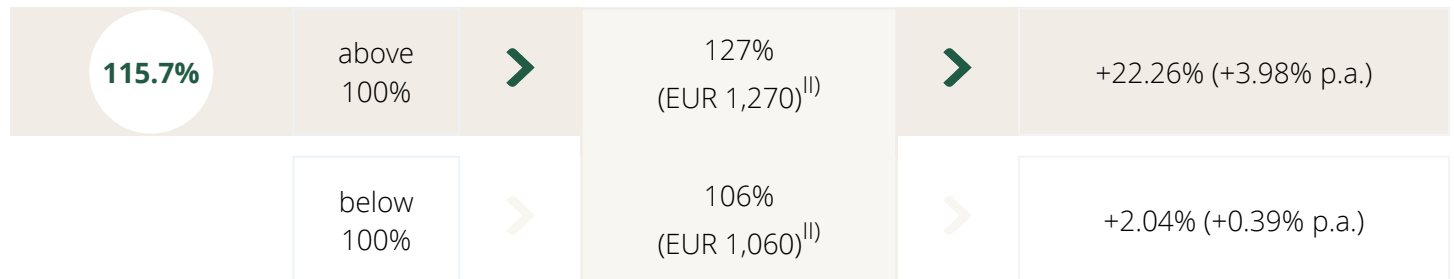 115.7%
above
100%
127%
(EUR 1,270)II)
+22.26% (+3.98% p.a.)
below
100%
106%
(EUR 1,060)II)
+2.04% (+0.39% p.a.)